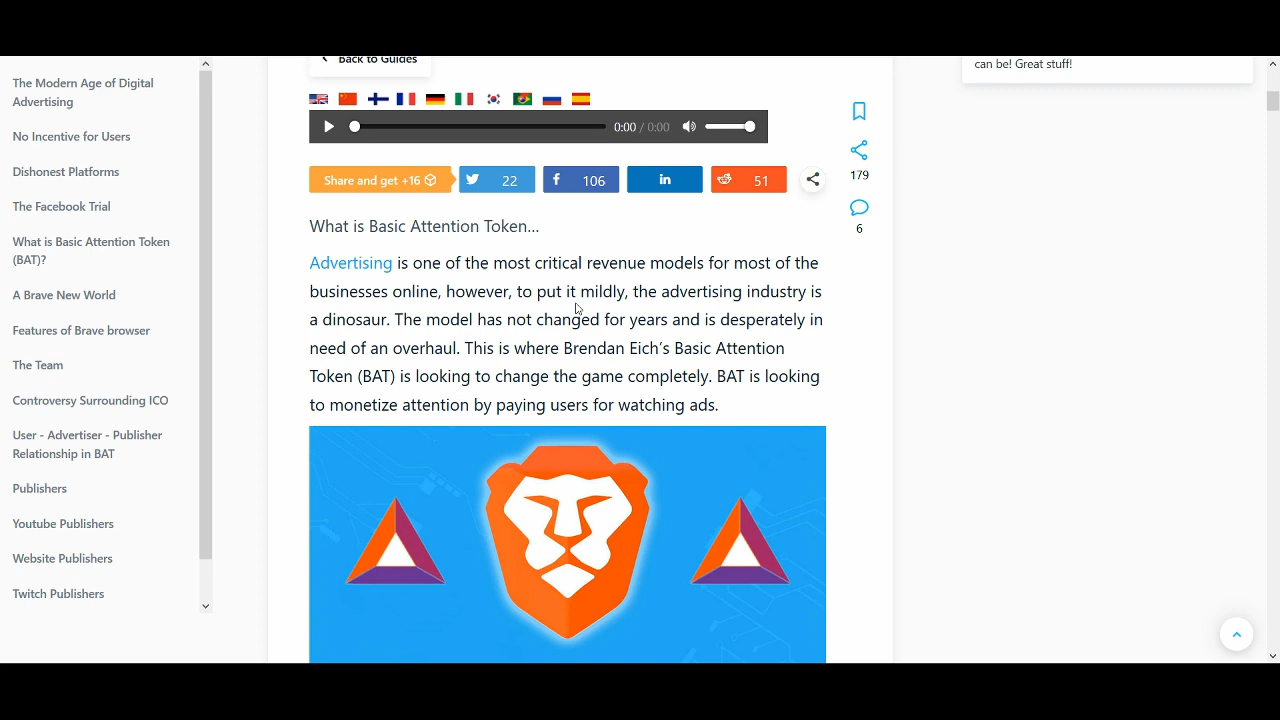 The Modern Age of Digital
Advertising
No Incentive for Users
Dishonest Platforms
The Facebook Trial
What is Basic Attention Token
(BAT)?
A Brave New World
Features of Brave browser
The Team
Controversy Surrounding ICO
User - Advertiser - Publisher
Relationship in BAT
Publishers
Youtube Publishers
Website Publishers
Twitch Publishers
Back to Guides
0:00 / 0:00
Share and get +16
22
106
in
51
What is Basic Attention Token...
Advertising is one of the most critical revenue models for most of the
businesses online, however, to put it mildly, the advertising industry is
a dinosaur. The model has not changed for years and is desperately in
need of an overhaul. This is where Brendan Eich's Basic Attention
Token (BAT) is looking to change the game completely. BAT is looking
to monetize attention by paying users for watching ads.
179
6
can be! Great stuff!